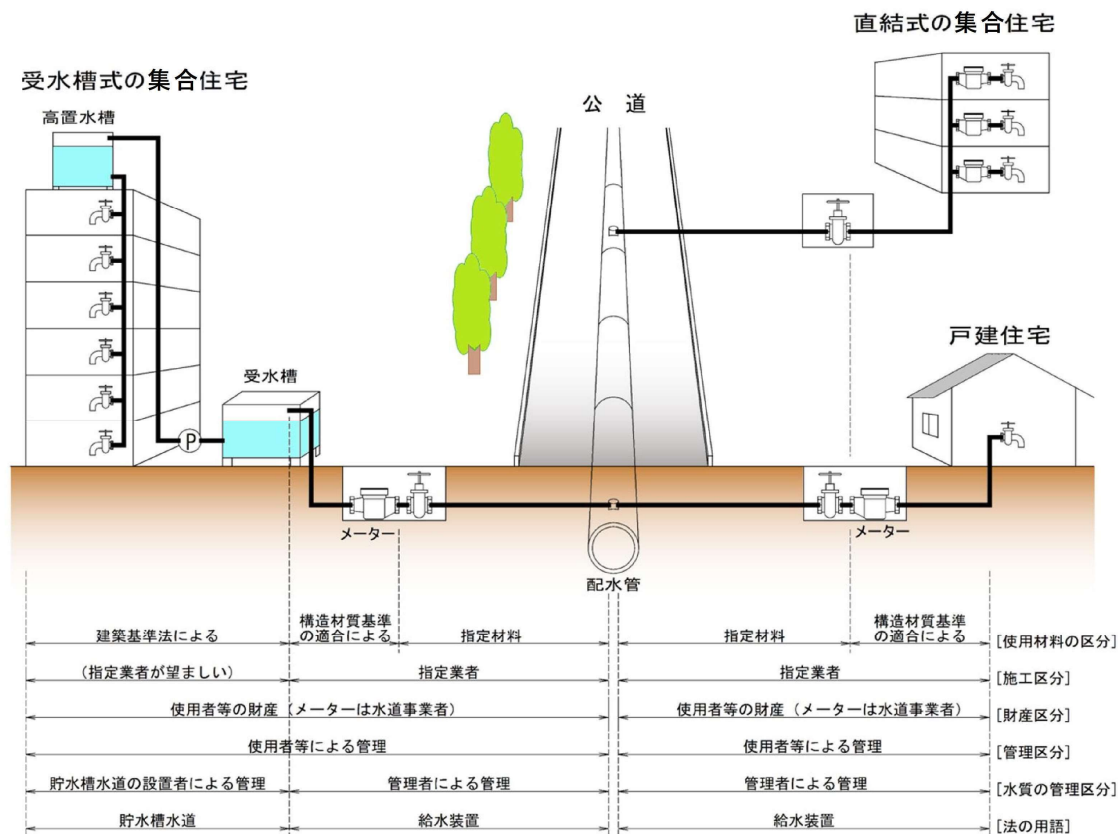 直結式の集合住宅
受水槽式の集合住宅
高置水槽
公 道
戸建住宅
受水槽
P
メーター
メーター
配水管
建築基準法による
構造材質基準
の適合による
指定材料
指定材料
構造材質基準
の適合による
[使用材料の区分]
(指定業者が望ましい)
指定業者
指定業者
[施工区分]
使用者等の財産(メーターは水道事業者)
使用者等の財産(メーターは水道事業者)
[財産区分]
使用者等による管理
使用者等による管理
[管理区分]
貯水槽水道の設置者による管理
管理者による管理
管理者による管理
[水質の管理区分]
貯水槽水道
給水装置
給水装置
[法の用語]